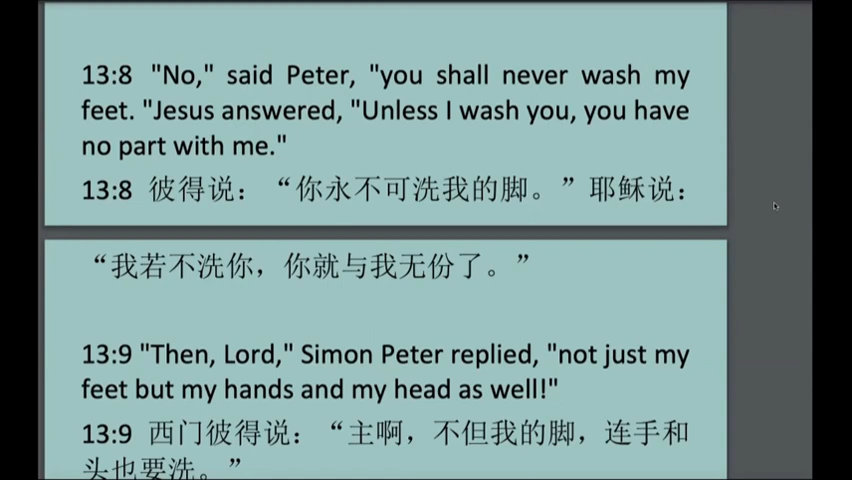 13:8 "No," said Peter, "you shall never wash my
feet. "Jesus answered, "Unless I wash you, you have
no part with me."
13:8 彼得说：“你永不可洗我的脚。”耶稣说：
“我若不洗你，你就与我无份了。”
13:9 "Then, Lord," Simon Peter replied, "not just my
feet but my hands and my head as well!"
13:9 西门彼得说：“主啊，不但我的脚，连手和
头也要洗。”